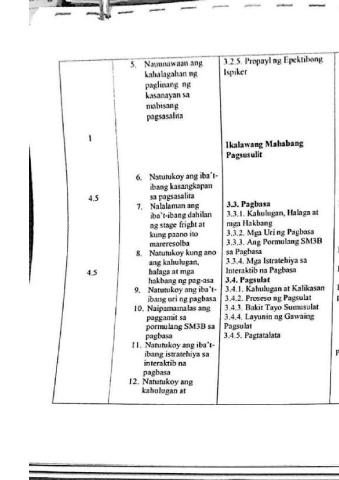 5. Naunawaan ang
kahalagahan ng
paglinang ng
kasanayan sa
mabisang
pagsasalita
3.2.5. Propayl ng Epektibong
Ispiker
1
Ikalawang Mahabang
Pagsusulit
4.5
6. Natutukoy ang iba't-
ibang kasangkapan
sa pagsasalita
7. Nalalaman ang
iba't-ibang dahilan
ng stage fright at
kung paano ito
mareresolba
4.5
8. Natutukoy kung ano
ang kahulugan,
halaga at mga
hakbang ng pag-asa
9. Natutukoy ang iba't-
ibang uri ng pagbasa
10. Naipamamalas ang
paggamit sa
pormulang SM3B sa
pagbasa
11. Natutukoy ang iba't-
ibang istratehiya sa
interaktib na
pagbasa
12. Natutukoy ang
kahulugan at
3.3. Pagbasa
3.3.1. Kahulugan, Halaga at
mga Hakbang
3.3.2. Mga Uri ng Pagbasa
3.3.3. Ang Pormulang SM3B
sa Pagbasa
3.3.4. Mga Istratehiya sa
Interaktib na Pagbasa
3.4. Pagsulat
3.4.1. Kahulugan at Kalikasan
3.4.2. Proseso ng Pagsulat
3.4.3. Bakit Tayo Sumusulat
3.4.4. Layunin ng Gawaing
Pagsulat
3.4.5. Pagtatalata